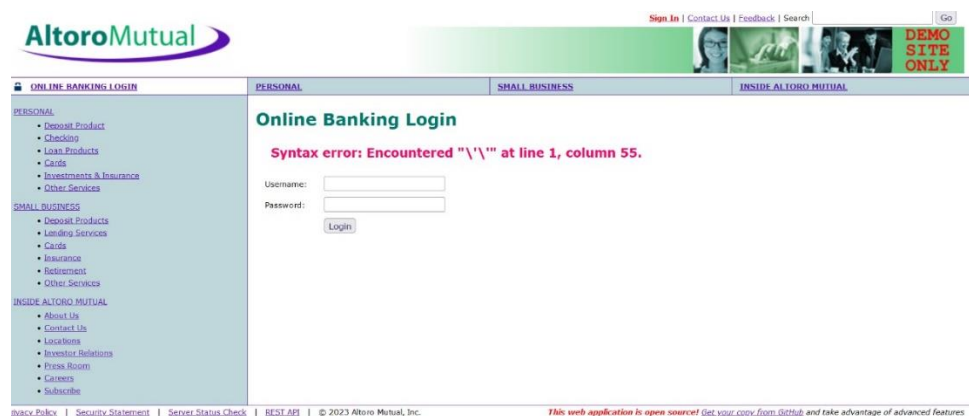 Sign In | Contact Us | Feedback | Search Go
AltoroMutual
DEMO
SITE
ONLY
ONLINE BANKING LOGIN
PERSONAL
SMALL BUSINESS
INSIDE ALTORO MUTUAL
PERSONAL
• Deposit Product
• Checking
• Loan Products
• Cards
• Investments & Insurance
• Other Services
SMALL BUSINESS
• Deposit Products
• Lending Services
• Cards
• Insurance
• Retirement
• Other Services
INSIDE ALTORO MUTUAL
• About Us
• Contact Us
• Locations
• Investor Relations
• Press Room
• Careers
• Subscribe
Online Banking Login
Syntax error: Encountered "\'\'" at line 1, column 55.
Username:
Password:
Login
ivacy Policy | Security Statement | Server Status Check | REST API | © 2023 Altoro Mutual, Inc.
This web application is open source! Get your copy from GitHub and take advantage of advanced features